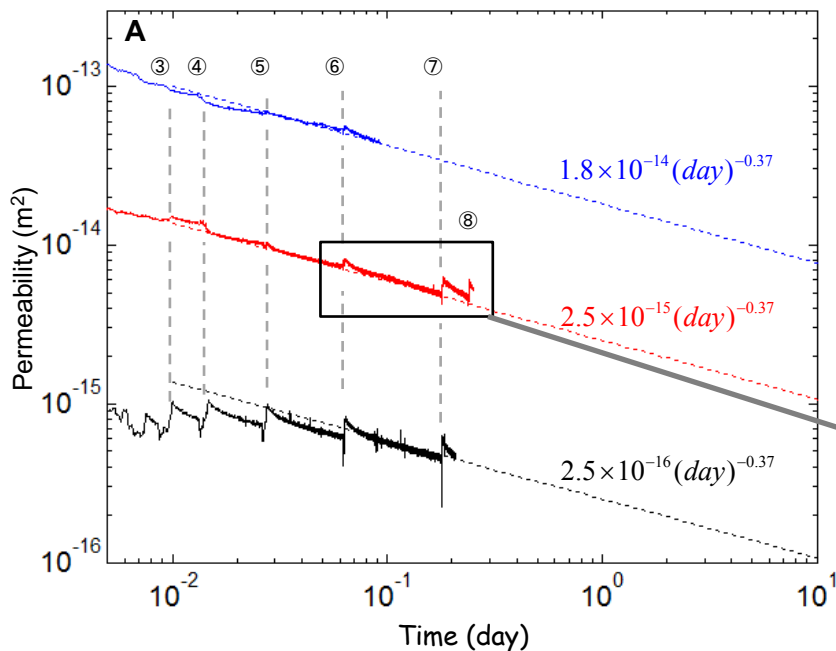 A
③ ④ ⑤ ⑥ ⑦
⑧
10⁻¹³
10⁻¹⁴
10⁻¹⁵
10⁻¹⁶
Permeability (m²)
1.8×10⁻¹⁴(day)⁻⁰·³⁷
2.5×10⁻¹⁵(day)⁻⁰·³⁷
2.5×10⁻¹⁶(day)⁻⁰·³⁷
10⁻² 10⁻¹ 10⁰ 10¹
Time (day)